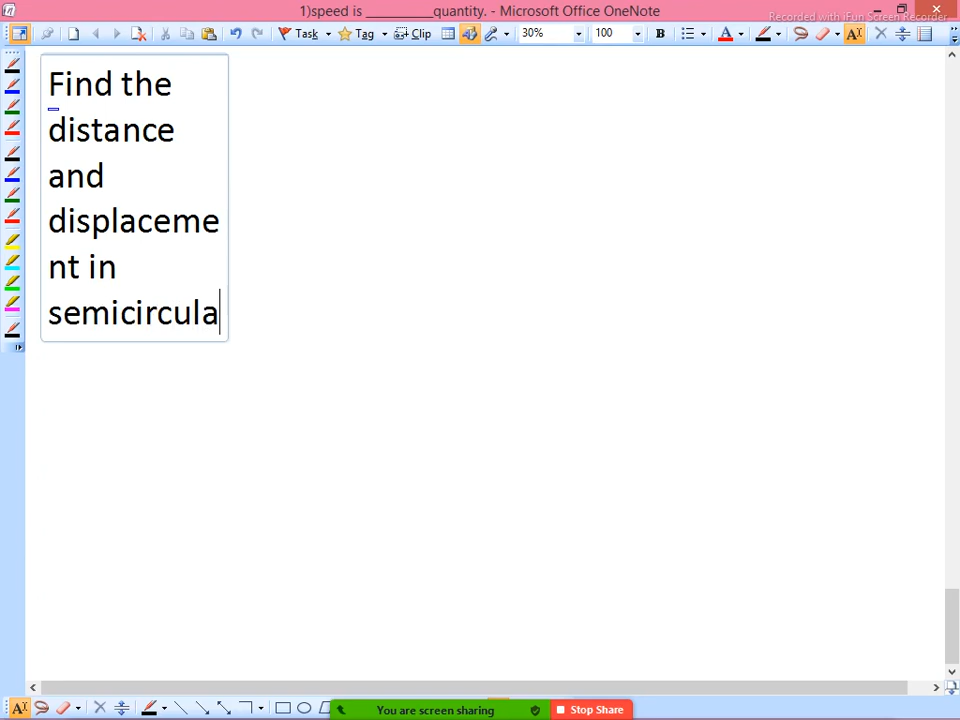 1)speed is __________quantity. - Microsoft Office OneNote
Recorded with iFun Screen Recorder
Task Tag Clip 30% 100 B A A
Find the
distance
and
displaceme
nt in
semicircula
A You are screen sharing Stop Share